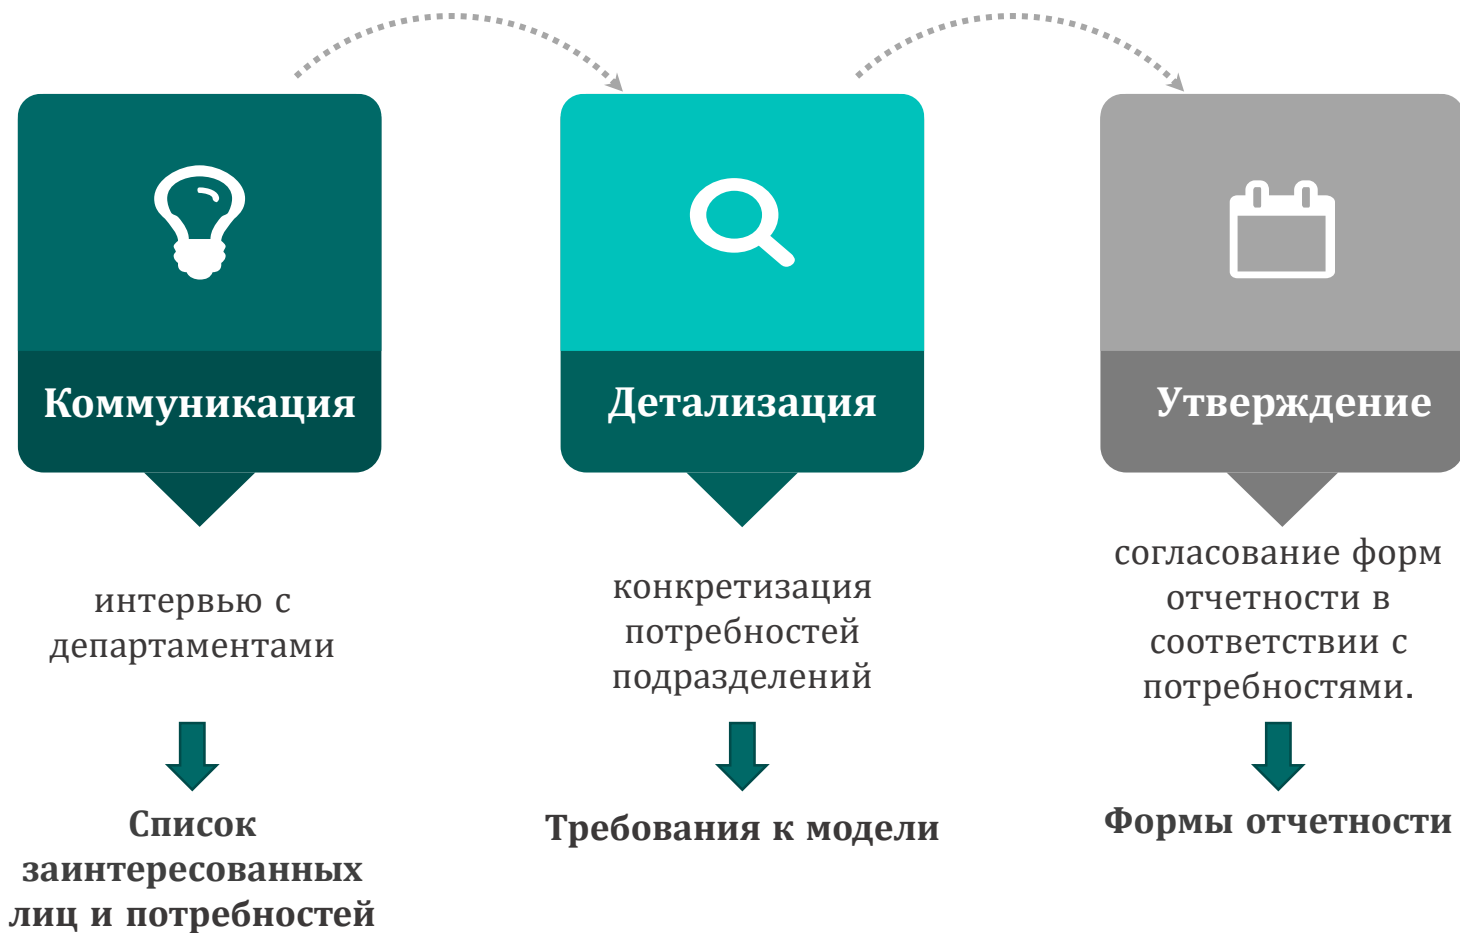 Коммуникация
интервью с
департаментами
Список
заинтересованных
лиц и потребностей
Детализация
конкретизация
потребностей
подразделений
Требования к модели
Утверждение
согласование форм
отчетности в
соответствии с
потребностями.
Формы отчетности